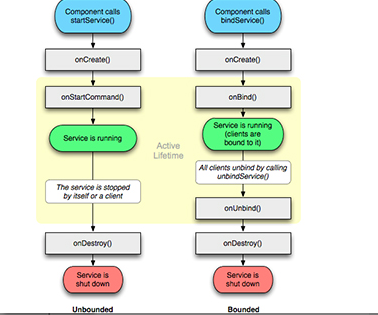 Component calls
startService()
onCreate()
onStartCommand()
Service is running
The service is stopped
by itself or a client
onDestroy()
Service is
shut down
Unbounded
Active
Lifetime
Component calls
bindService()
onCreate()
onBind()
Service is running
(clients are
bound to it)
All clients unbind by calling
unbindService()
onUnbind()
onDestroy()
Service is
shut down
Bounded